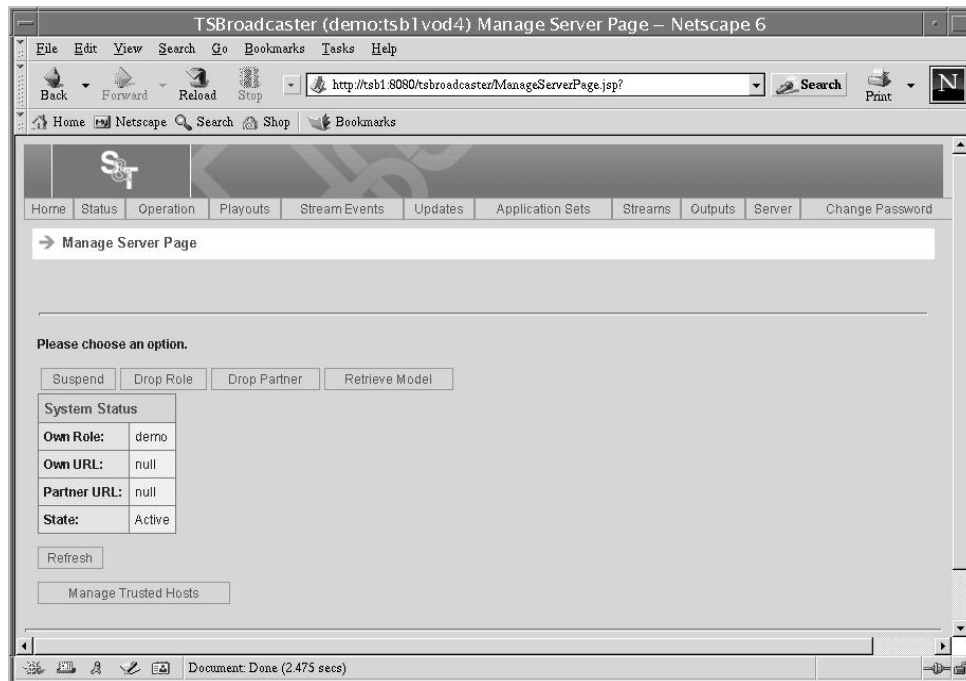 TSBroadcaster (demo:tsb1vod4) Manage Server Page – Netscape 6
File Edit View Search Go Bookmarks Tasks Help
Back Forward Reload Stop http://tsb1:8080/tsbroadcaster/ManageServerPage.jsp? Search Print N
Home Netscape Search Shop Bookmarks
S&T
Home Status Operation Playouts Stream Events Updates Application Sets Streams Outputs Server Change Password
Manage Server Page
Please choose an option.
Suspend Drop Role Drop Partner Retrieve Model
System Status
Own Role: demo
Own URL: null
Partner URL: null
State: Active
Refresh
Manage Trusted Hosts
Document: Done (2.475 secs)